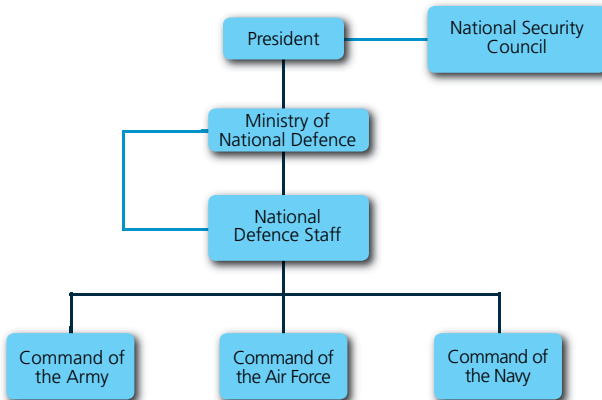 President
National Security
Council
Ministry of
National Defence
National
Defence Staff
Command of
the Army
Command of
the Air Force
Command of
the Navy